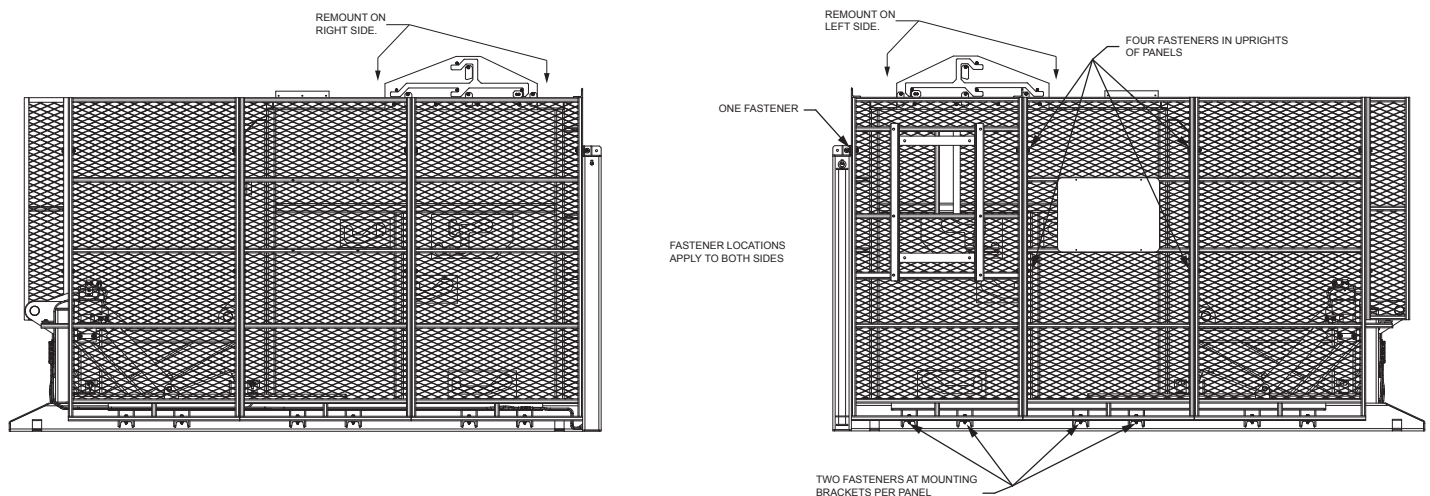 REMOUNT ON
RIGHT SIDE.
REMOUNT ON
LEFT SIDE.
FOUR FASTENERS IN UPRIGHTS
OF PANELS
ONE FASTENER
FASTENER LOCATIONS
APPLY TO BOTH SIDES
TWO FASTENERS AT MOUNTING
BRACKETS PER PANEL